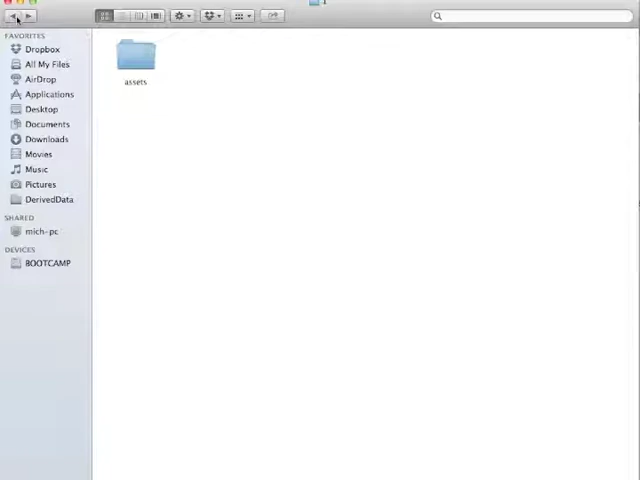 FAVORITES
Dropbox
All My Files
AirDrop
Applications
Desktop
Documents
Downloads
Movies
Music
Pictures
DerivedData
SHARED
mich-pc
DEVICES
BOOTCAMP
assets